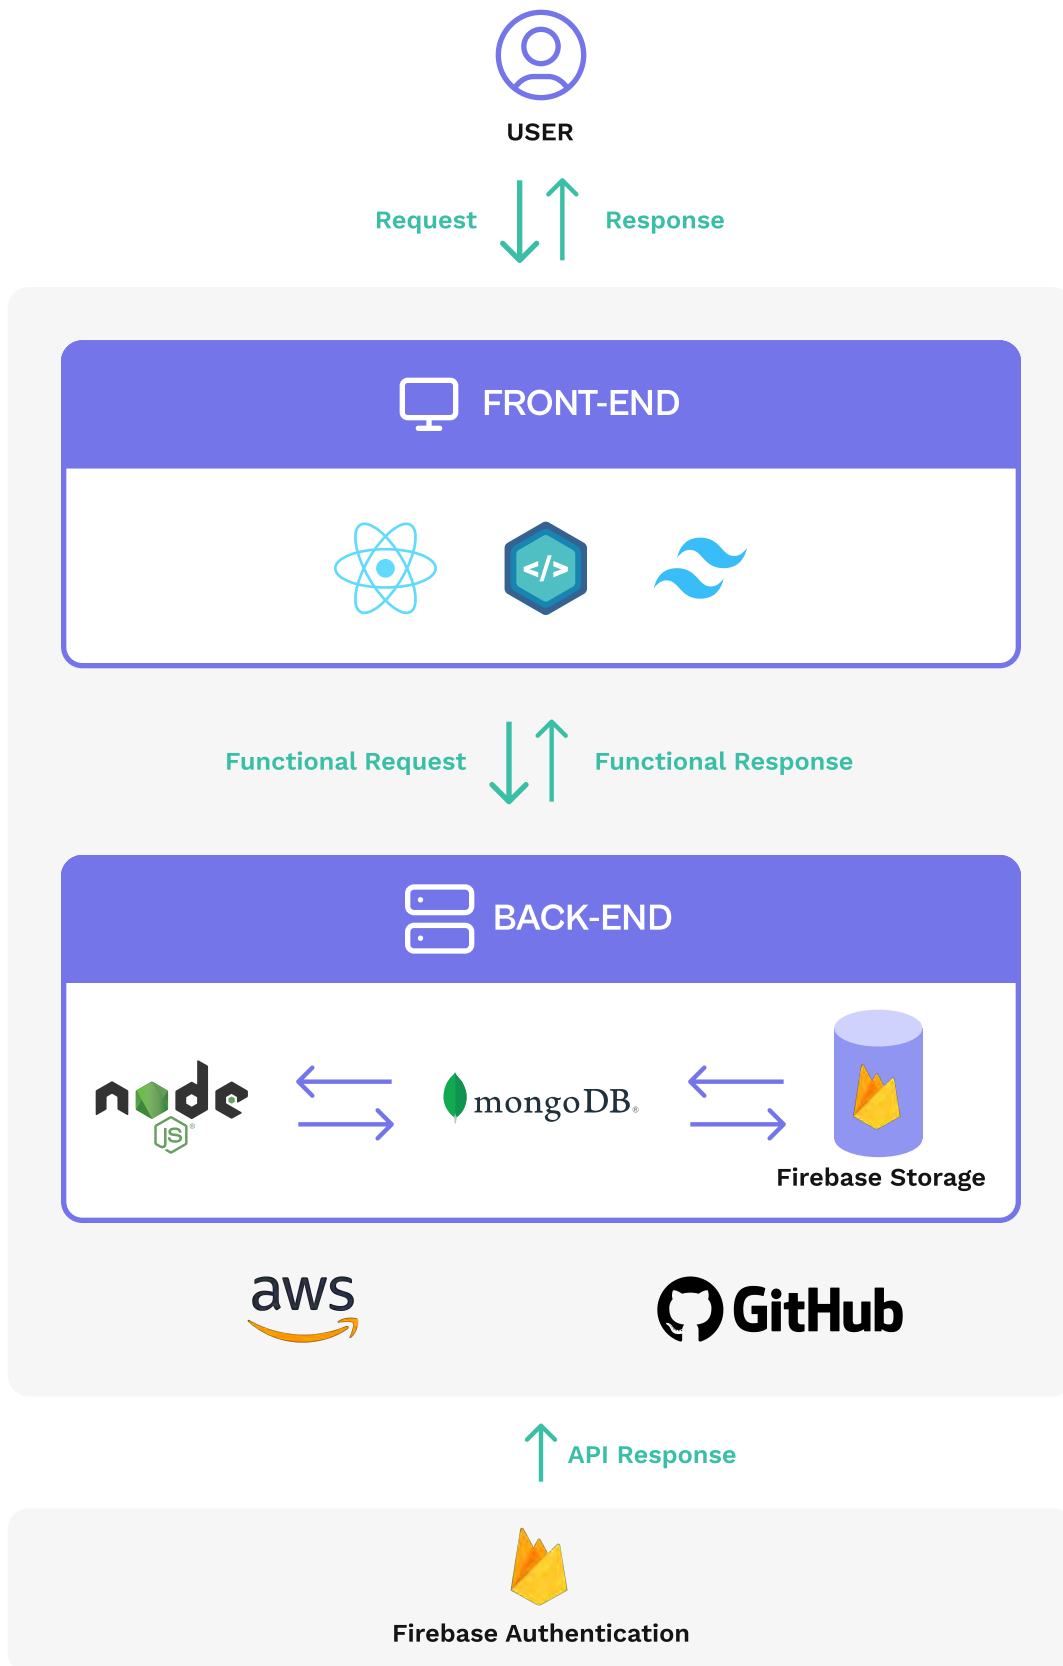 USER
Request
Response
FRONT-END
</>
Functional Request
Functional Response
BACK-END
node
JS
®
mongoDB®
Firebase Storage
aws
GitHub
API Response
Firebase Authentication